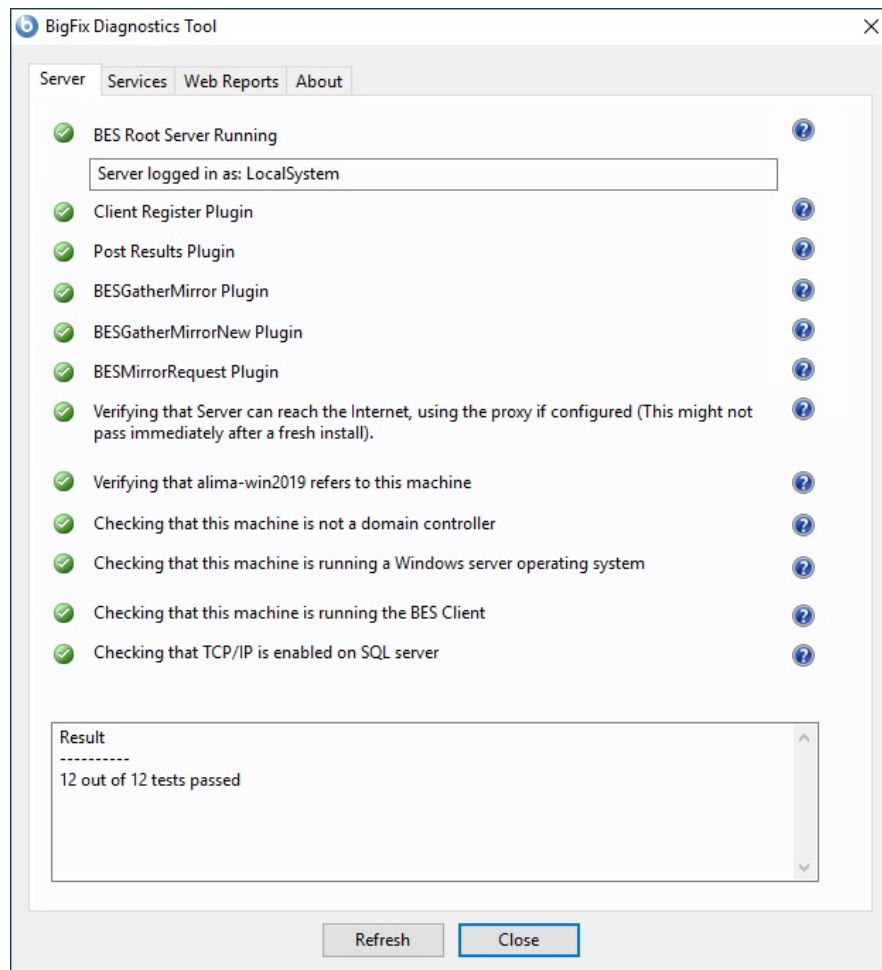 BigFix Diagnostics Tool
Server Services Web Reports About
BES Root Server Running
Server logged in as: LocalSystem
Client Register Plugin
Post Results Plugin
BESGatherMirror Plugin
BESGatherMirrorNew Plugin
BESMirrorRequest Plugin
Verifying that Server can reach the Internet, using the proxy if configured (This might not
pass immediately after a fresh install).
Verifying that alima-win2019 refers to this machine
Checking that this machine is not a domain controller
Checking that this machine is running a Windows server operating system
Checking that this machine is running the BES Client
Checking that TCP/IP is enabled on SQL server
Result
----------
12 out of 12 tests passed
Refresh Close